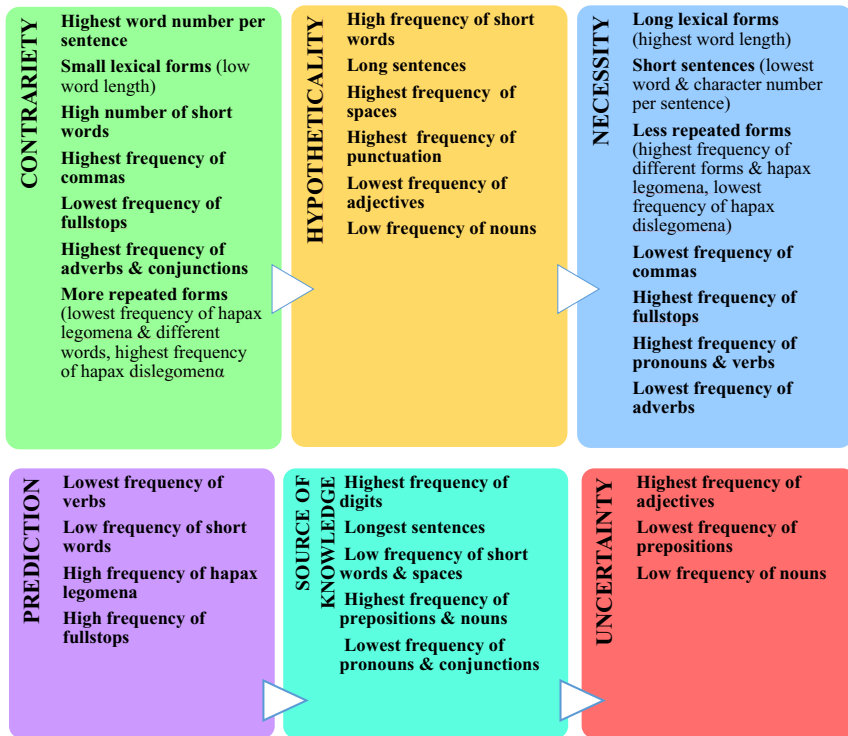 CONTRARIETY
Highest word number per
sentence
Small lexical forms (low
word length)
High number of short
words
Highest frequency of
commas
Lowest frequency of
fullstops
Highest frequency of
adverbs & conjunctions
More repeated forms
(lowest frequency of hapax
legomena & different
words, highest frequency
of hapax dislegomenα
HYPOTHETICALITY
High frequency of short
words
Long sentences
Highest frequency of
spaces
Highest frequency of
punctuation
Lowest frequency of
adjectives
Low frequency of nouns
NECESSITY
Long lexical forms
(highest word length)
Short sentences (lowest
word & character number
per sentence)
Less repeated forms
(highest frequency of
different forms & hapax
legomena, lowest
frequency of hapax
dislegomena)
Lowest frequency of
commas
Highest frequency of
fullstops
Highest frequency of
pronouns & verbs
Lowest frequency of
adverbs
PREDICTION
Lowest frequency of
verbs
Low frequency of short
words
High frequency of hapax
legomena
High frequency of
fullstops
SOURCE OF
KNOWLEDGE
Highest frequency of
digits
Longest sentences
Low frequency of short
words & spaces
Highest frequency of
prepositions & nouns
Lowest frequency of
pronouns & conjunctions
UNCERTAINTY
Highest frequency of
adjectives
Lowest frequency of
prepositions
Low frequency of nouns